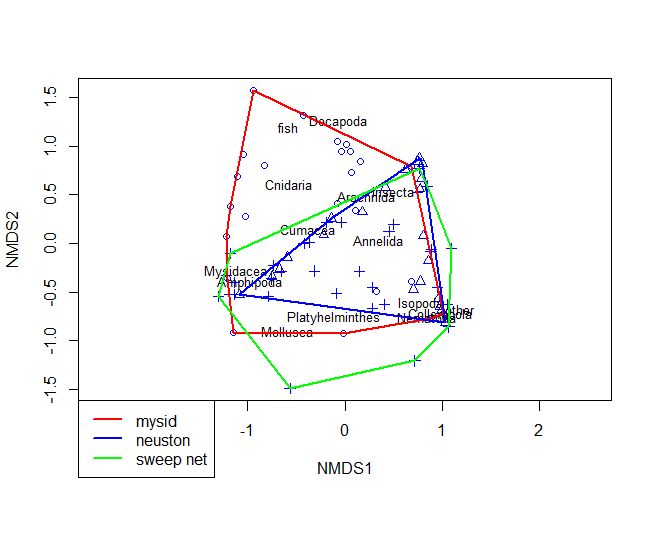 1.5
1.0
0.5
0.0
-0.5
-1.0
-1.5
NMDS2
Decapoda
fish
Cnidaria
Arachnida
Insecta
Cumacea
Annelida
Mysidacea
Amphipoda
Isopoda
Platyhelminthes
Mollusca
-1
0
1
2
NMDS1
mysid
neuston
sweep net